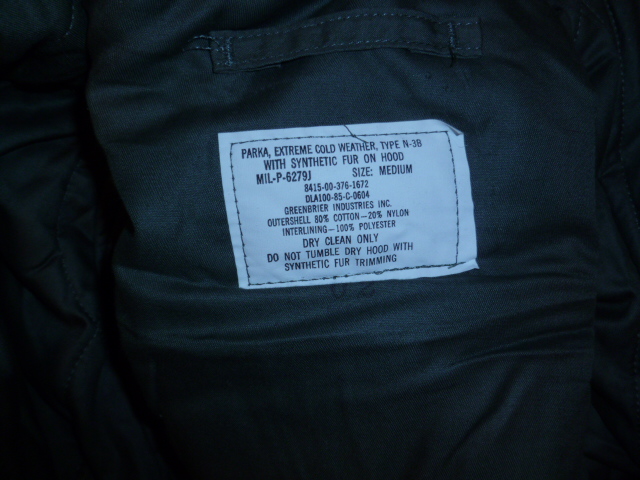 PARKA, EXTREME COLD WEATHER, TYPE N-3B
WITH SYNTHETIC FUR ON HOOD
MIL-P-6279J SIZE: MEDIUM
8415-00-376-1672
DLA100-85-C-0604
GREENBRIER INDUSTRIES INC.
OUTERSHELL 80% COTTON-20% NYLON
INTERLINING-100% POLYESTER
DRY CLEAN ONLY
DO NOT TUMBLE DRY HOOD WITH
SYNTHETIC FUR TRIMMING